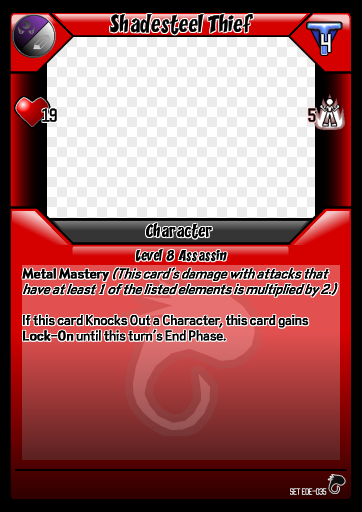 Shadesteel Thief
4
19
5
Character
Level 8 Assassin
Metal Mastery (This card's damage with attacks that
have at least 1 of the listed elements is multiplied by 2.)
If this card Knocks Out a Character, this card gains
Lock-On until this turn's End Phase.
SET EDE-035